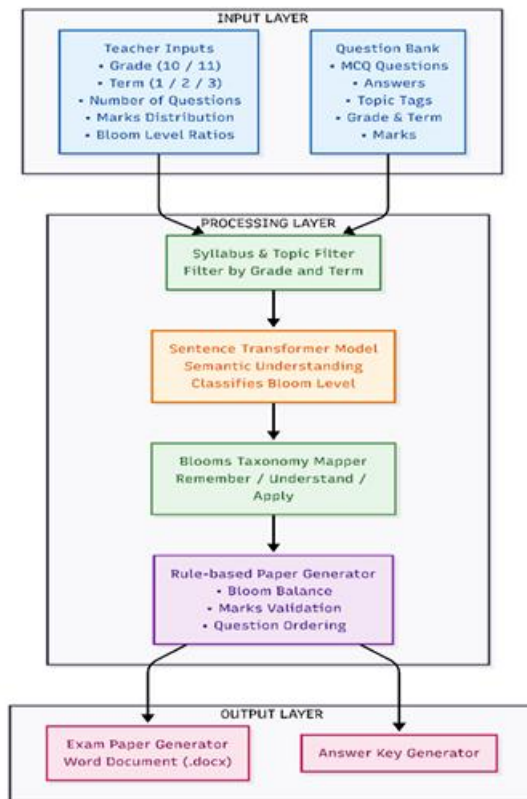 INPUT LAYER
Teacher Inputs
• Grade (10 / 11)
• Term (1 / 2 / 3)
• Number of Questions
• Marks Distribution
• Bloom Level Ratios
Question Bank
• MCQ Questions
• Answers
• Topic Tags
• Grade & Term
• Marks
PROCESSING LAYER
Syllabus & Topic Filter
Filter by Grade and Term
Sentence Transformer Model
Semantic Understanding
Classifies Bloom Level
Blooms Taxonomy Mapper
Remember / Understand /
Apply
Rule-based Paper Generator
• Bloom Balance
• Marks Validation
• Question Ordering
OUTPUT LAYER
Exam Paper Generator
Word Document (.docx)
Answer Key Generator